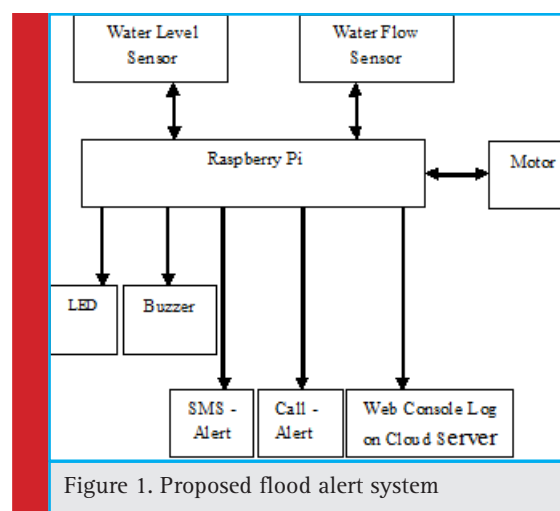 Water Level
Sensor
Water Flow
Sensor
Raspberry Pi
Motor
LED
Buzzer
SMS -
Alert
Call -
Alert
Web Console Log
on Cloud Server
Figure 1. Proposed flood alert system